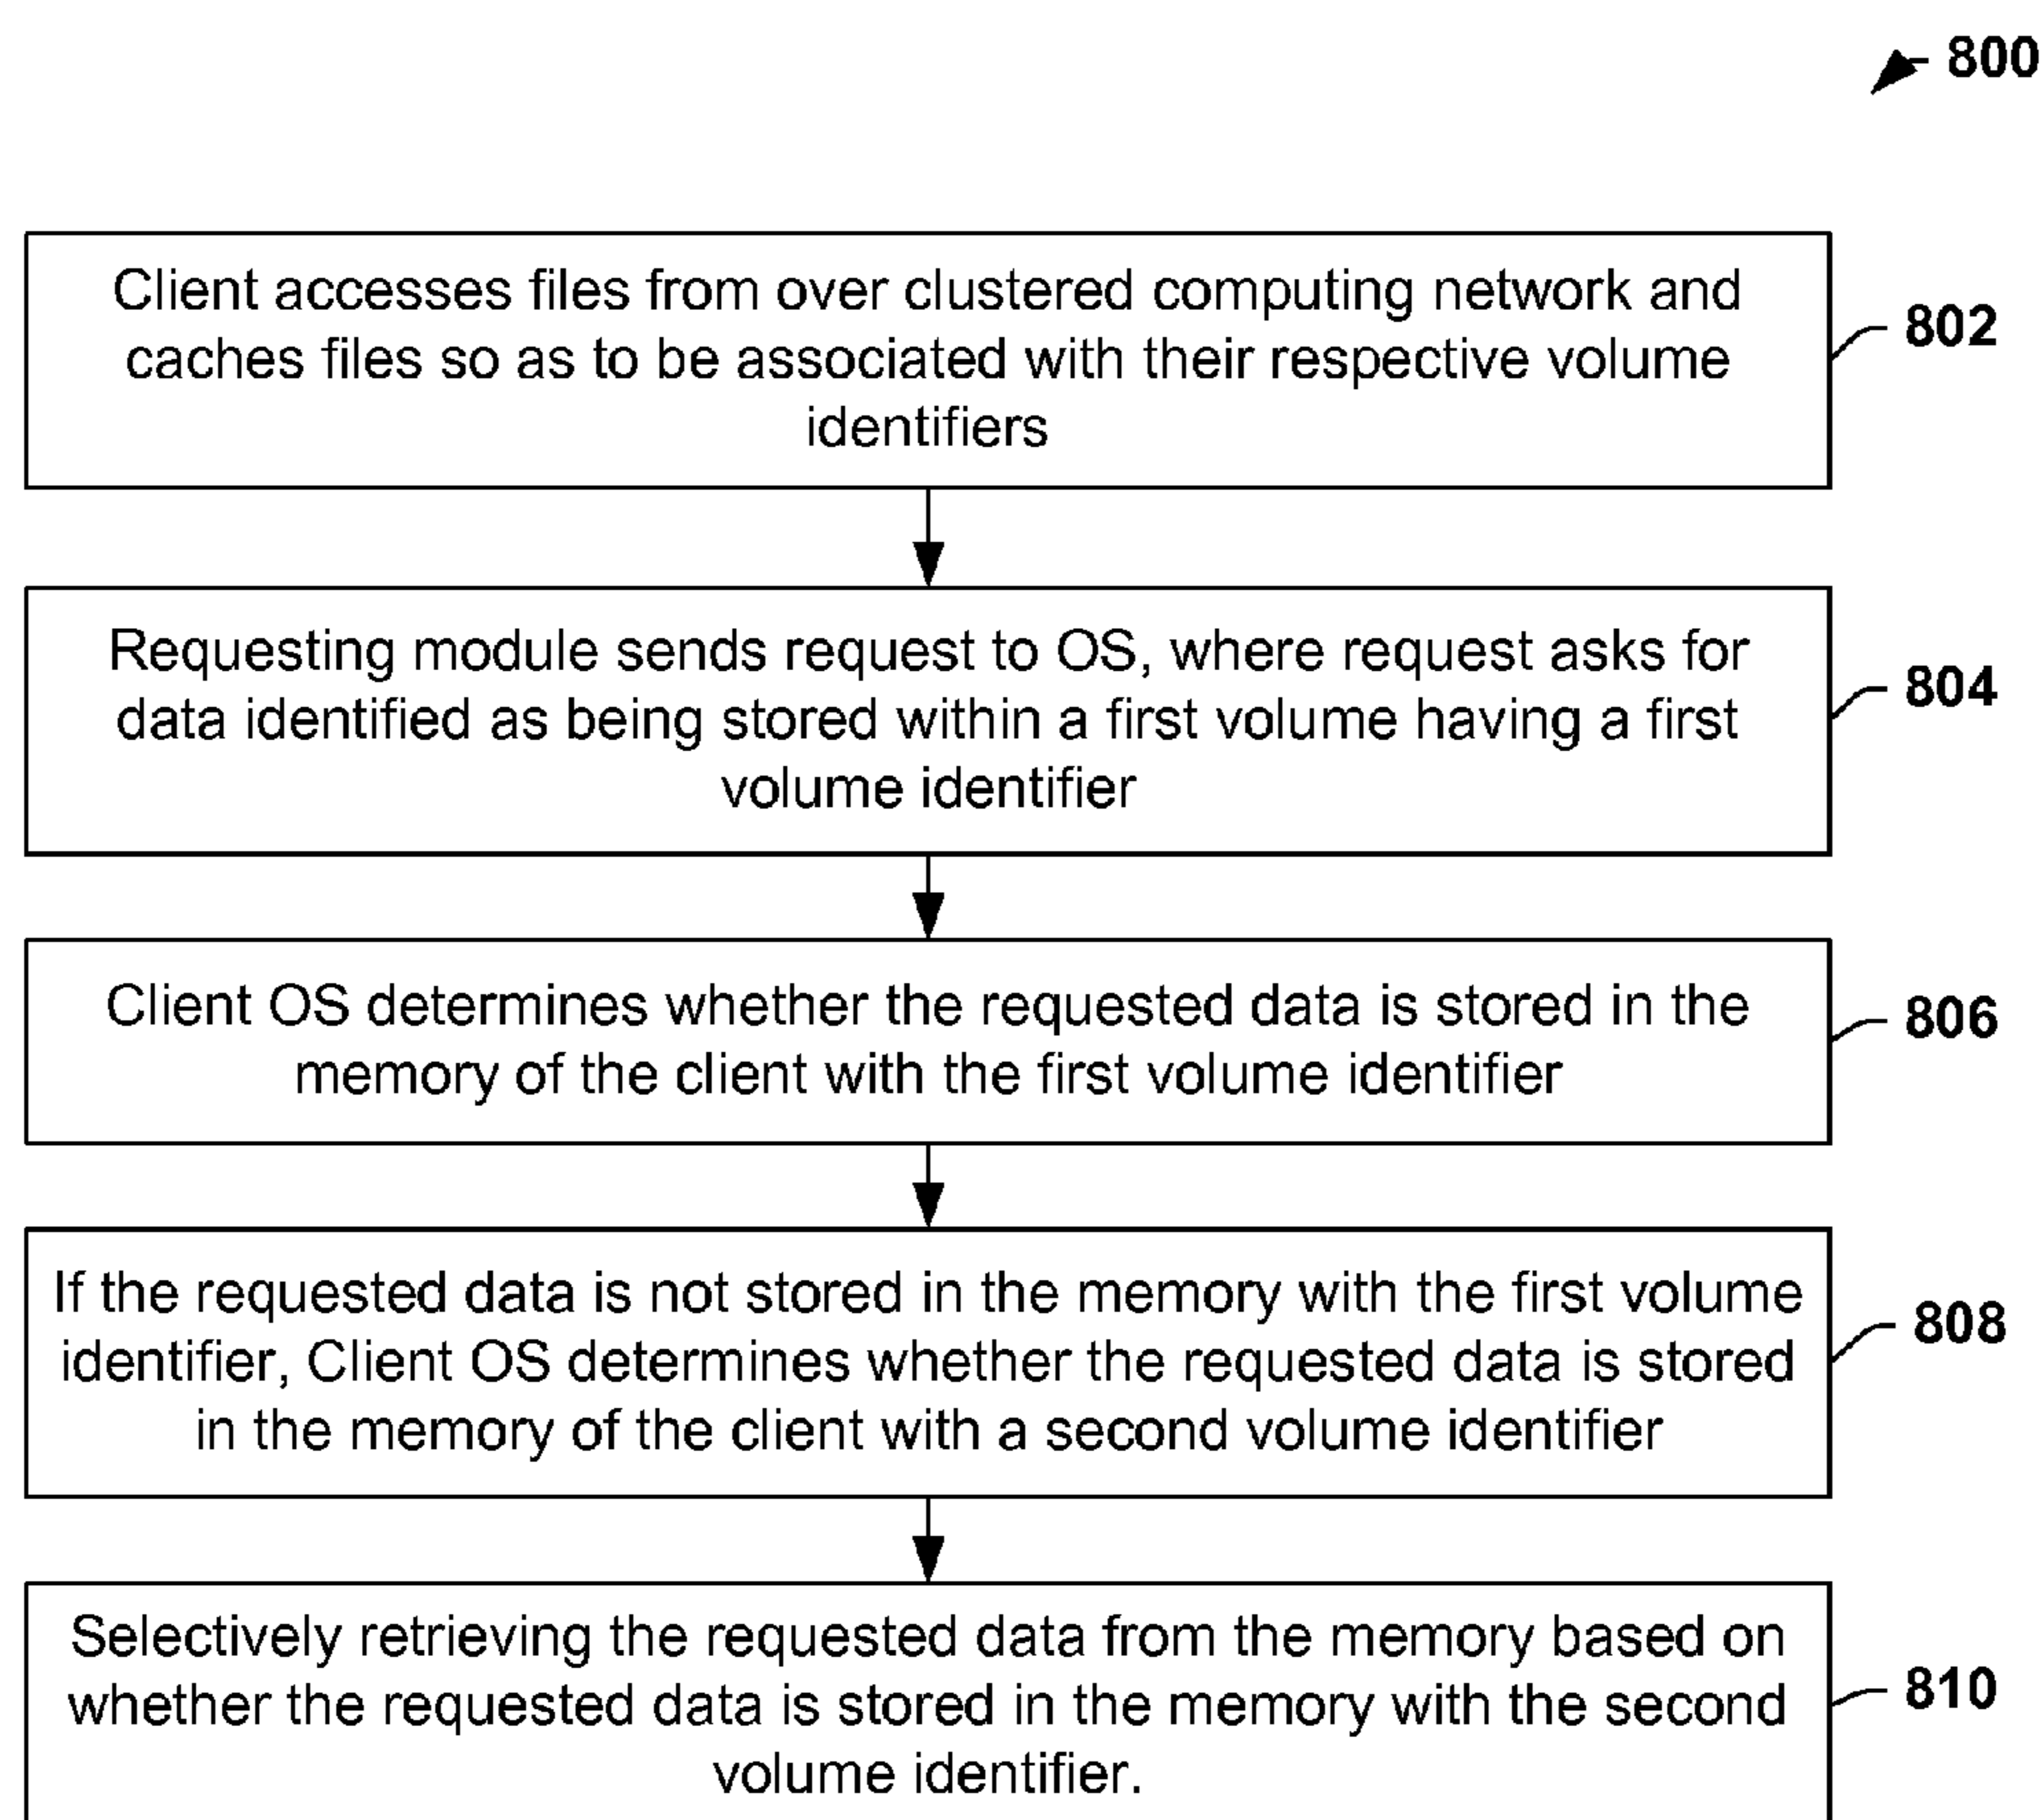 800
Client accesses files from over clustered computing network and
caches files so as to be associated with their respective volume
identifiers
802
Requesting module sends request to OS, where request asks for
data identified as being stored within a first volume having a first
volume identifier
804
Client OS determines whether the requested data is stored in the
memory of the client with the first volume identifier
806
If the requested data is not stored in the memory with the first volume
identifier, Client OS determines whether the requested data is stored
in the memory of the client with a second volume identifier
808
Selectively retrieving the requested data from the memory based on
whether the requested data is stored in the memory with the second
volume identifier.
810